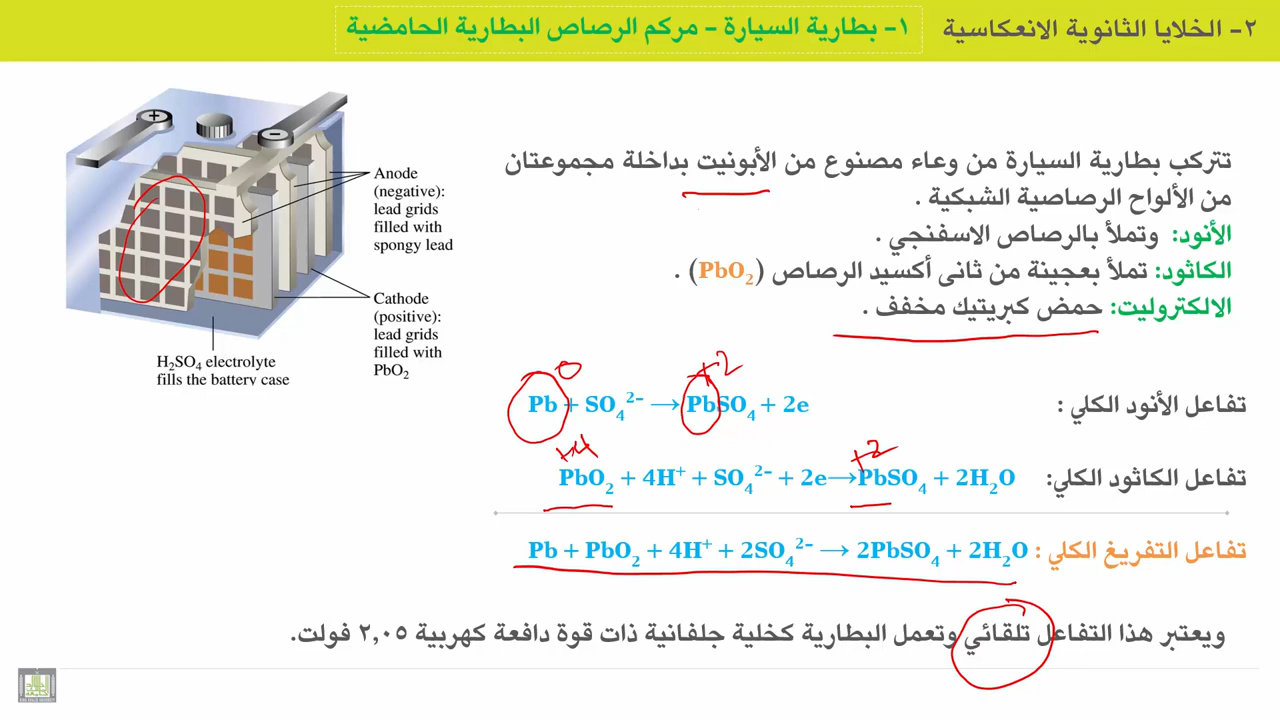 ٢- الخلايا الثانوية الانعكاسية
١- بطارية السيارة - مركم الرصاص البطارية الحامضية
تتركب بطارية السيارة من وعاء مصنوع من الأبونيت بداخلة مجموعتان
من الألواح الرصاصية الشبكية .
الأنود: وتملأ بالرصاص الاسفنجي .
الكاثود: تملأ بعجينة من ثانى أكسيد الرصاص (PbO₂) .
الالكتروليت: حمض كبريتيك مخفف .
+
-
Anode
(negative):
lead grids
filled with
spongy lead
Cathode
(positive):
lead grids
filled with
PbO₂
H₂SO₄ electrolyte
fills the battery case
0
+2
تفاعل الأنود الكلي :
Pb + SO₄²⁻ → PbSO₄ + 2e
+4
+2
تفاعل الكاثود الكلي:
PbO₂ + 4H⁺ + SO₄²⁻ + 2e→PbSO₄ + 2H₂O
تفاعل التفريغ الكلي :
Pb + PbO₂ + 4H⁺ + 2SO₄²⁻ → 2PbSO₄ + 2H₂O
ويعتبر هذا التفاعل تلقائي وتعمل البطارية كخلية جلفانية ذات قوة دافعة كهربية ٢,٠٥ فولت.